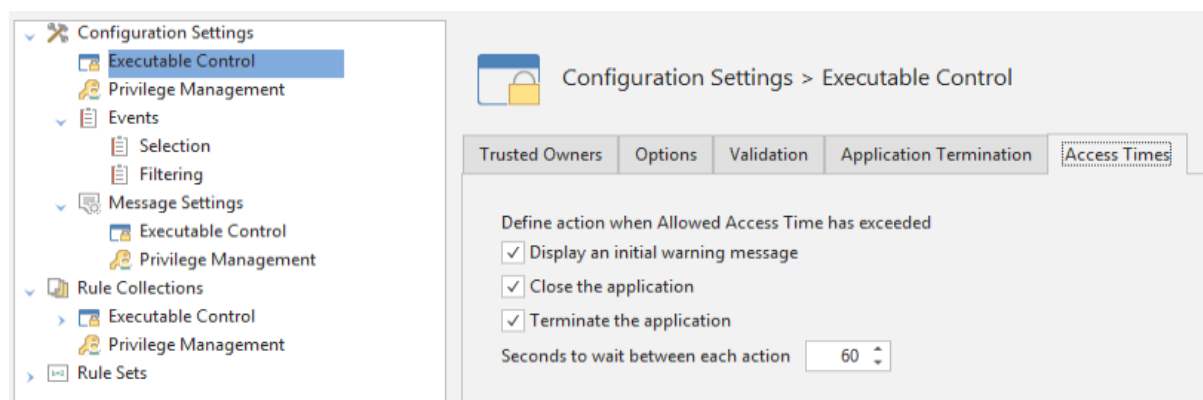 Configuration Settings
Executable Control
Privilege Management
Events
Selection
Filtering
Message Settings
Executable Control
Privilege Management
Rule Collections
Executable Control
Privilege Management
Rule Sets
Configuration Settings > Executable Control
Trusted Owners Options Validation Application Termination Access Times
Define action when Allowed Access Time has exceeded
Display an initial warning message
Close the application
Terminate the application
Seconds to wait between each action 60